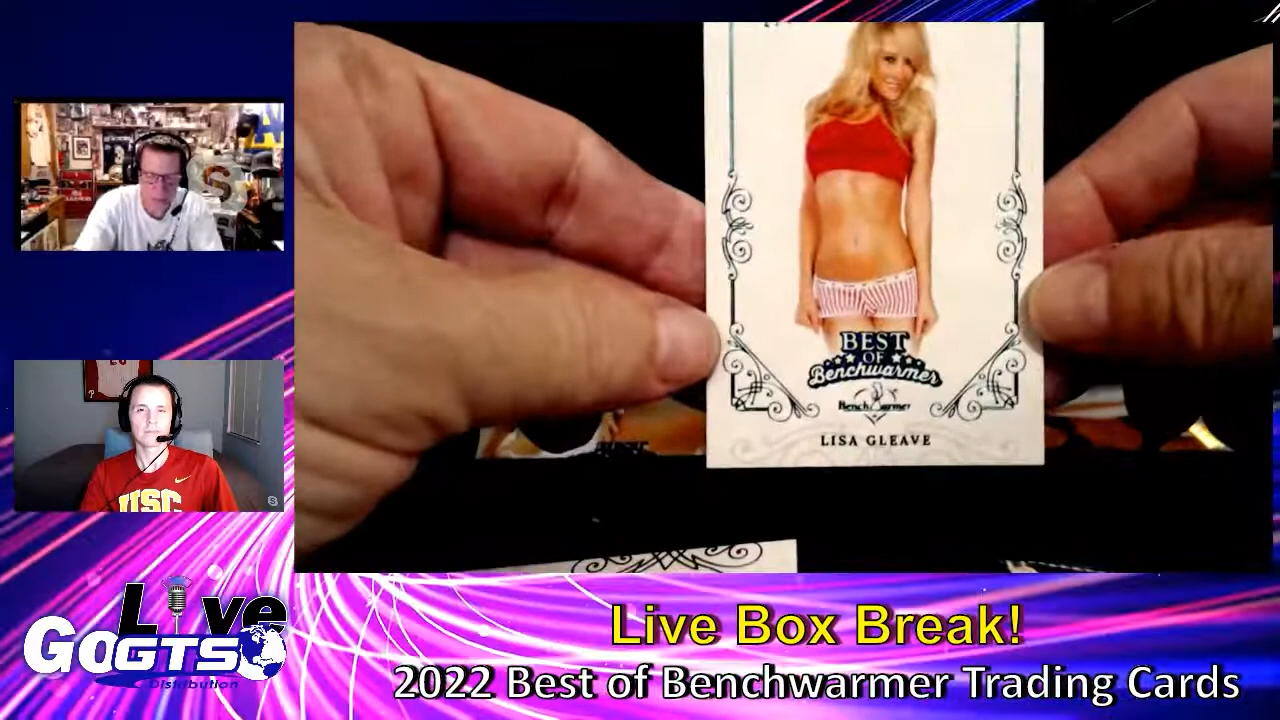 S
USC
BEST
OF
Benchwarmer
BenchWarmer
LISA GLEAVE
Live
GOGTS
Distribution
Live Box Break!
2022 Best of Benchwarmer Trading Cards